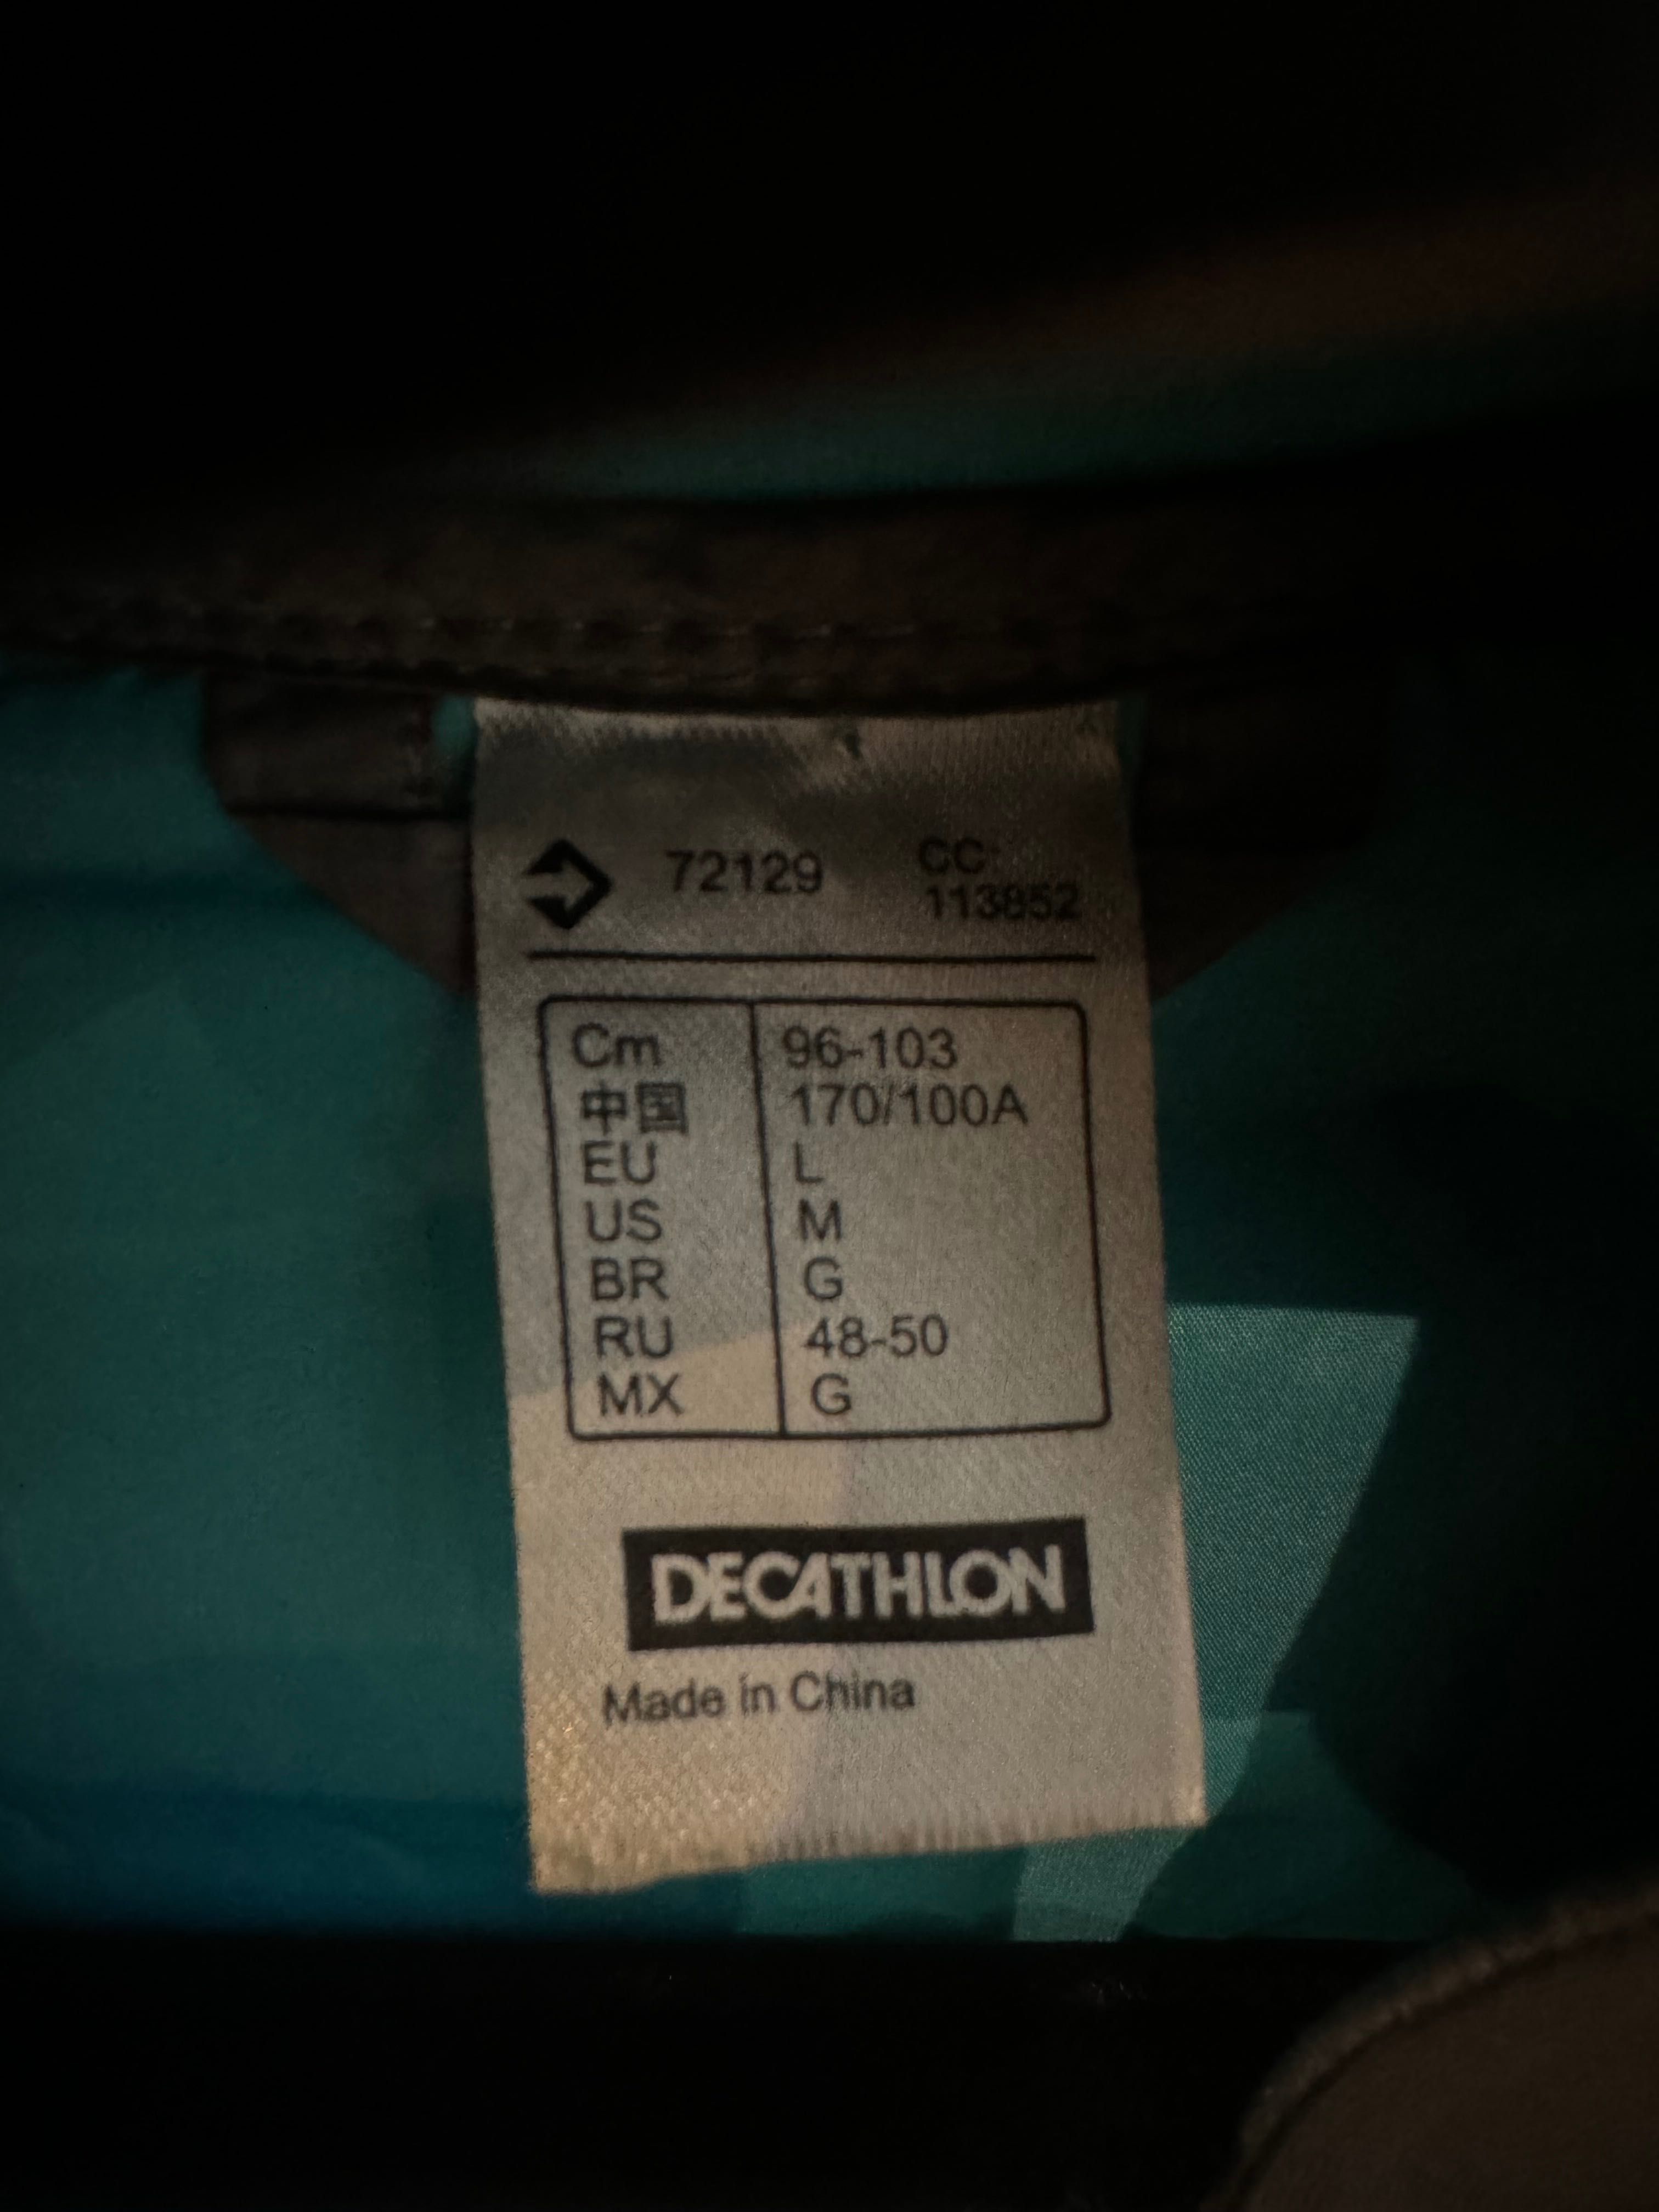 72129 CC:
113852
Cm 96-103
中国 170/100A
EU L
US M
BR G
RU 48-50
MX G
DECATHLON
Made in China